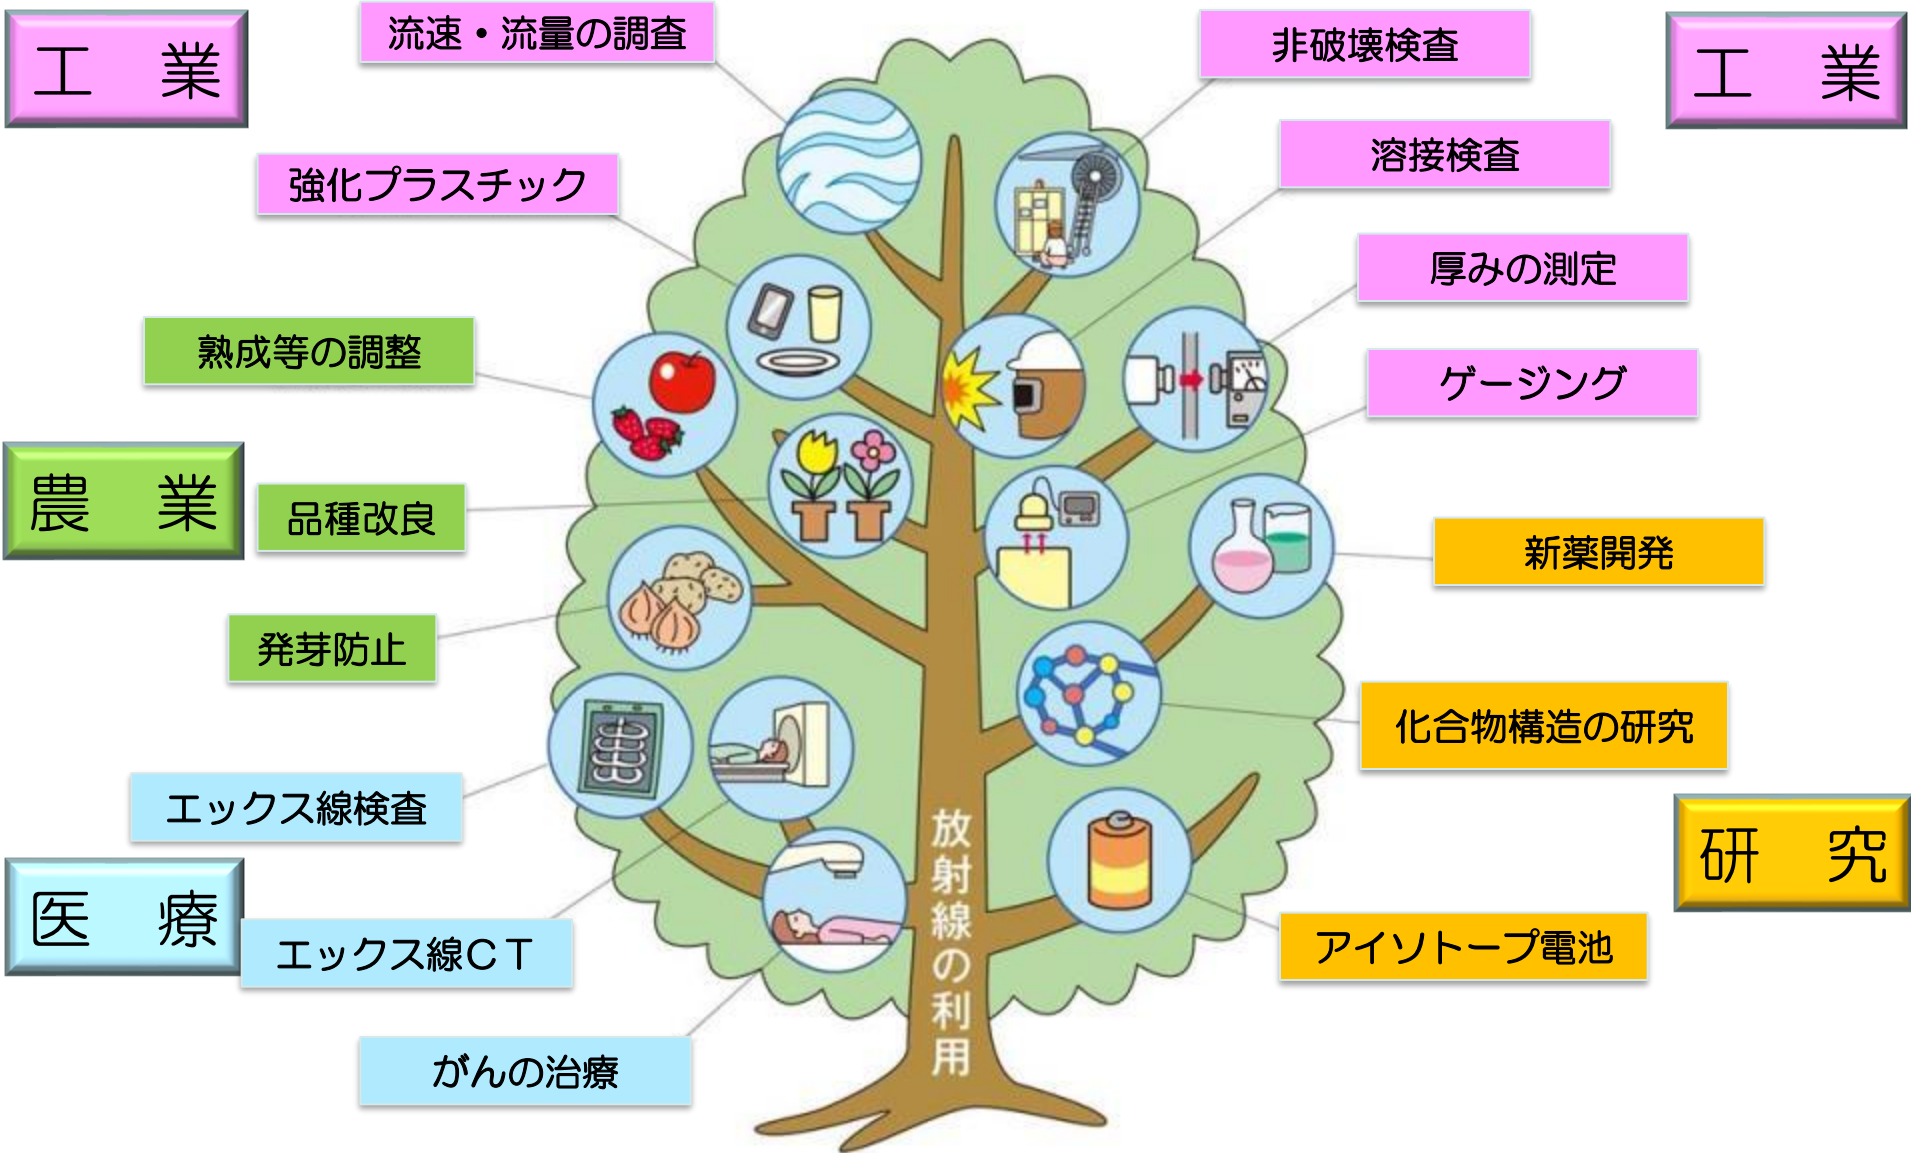 工　業
流速・流量の調査
強化プラスチック
熟成等の調整
農　業
品種改良
発芽防止
エックス線検査
医　療
エックス線ＣＴ
がんの治療
放射線の利用
工　業
非破壊検査
溶接検査
厚みの測定
ゲージング
新薬開発
化合物構造の研究
研　究
アイソトープ電池